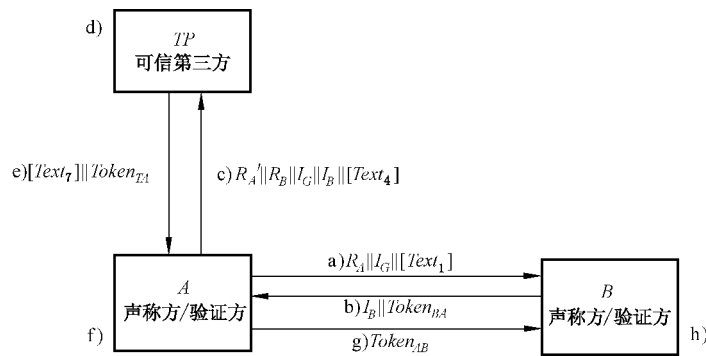 d)
TP
可信第三方
e)[Text₇]||Token_TA
c)R_A′||R_B||I_G||I_B||[Text₄]
a)R_A||I_G||[Text₁]
A
声称方/验证方
B
声称方/验证方
b)I_B||Token_BA
f)
g)Token_AB
h)